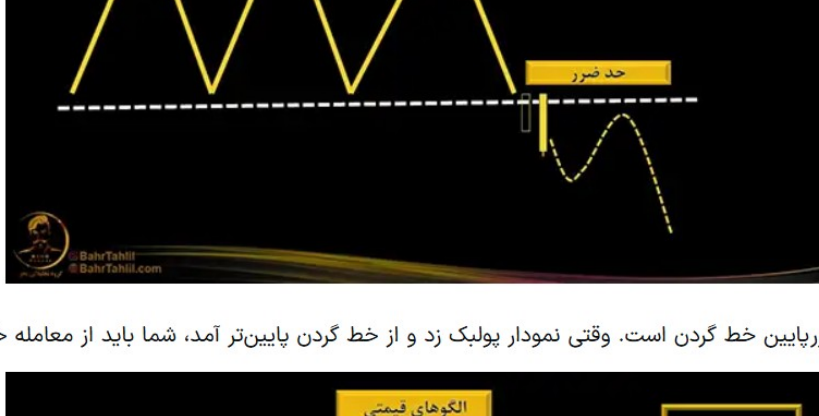 حد ضرر
BahrTahlil
BahrTahlil.com
خط گردن است. وقتی نمودار پولبک زد و از خط گردن پایین‌تر آمد، شما باید از معامله
الگوهای قیمتی